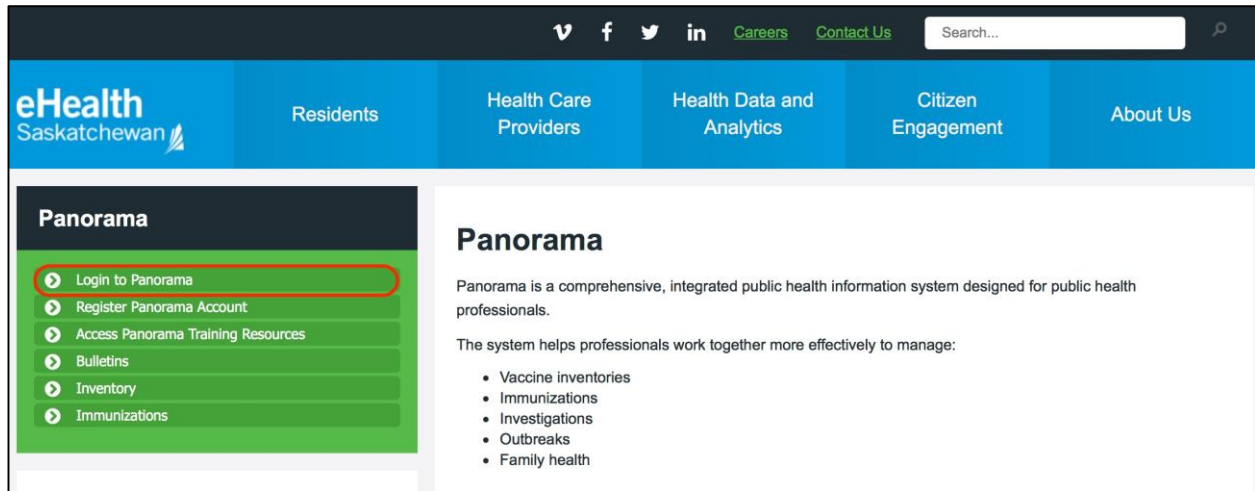 Careers
Contact Us
Search...
eHealth
Saskatchewan
Residents
Health Care
Providers
Health Data and
Analytics
Citizen
Engagement
About Us
Panorama
Login to Panorama
Register Panorama Account
Access Panorama Training Resources
Bulletins
Inventory
Immunizations
Panorama
Panorama is a comprehensive, integrated public health information system designed for public health
professionals.
The system helps professionals work together more effectively to manage:
• Vaccine inventories
• Immunizations
• Investigations
• Outbreaks
• Family health